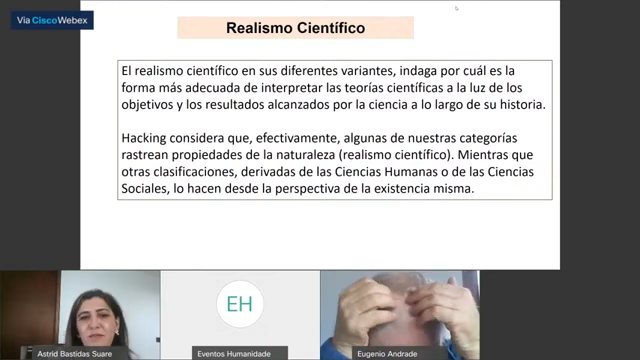 Via CiscoWebex
Realismo Científico
El realismo científico en sus diferentes variantes, indaga por cuál es la
forma más adecuada de interpretar las teorías científicas a la luz de los
objetivos y los resultados alcanzados por la ciencia a lo largo de su historia.
Hacking considera que, efectivamente, algunas de nuestras categorías
rastrean propiedades de la naturaleza (realismo científico). Mientras que
otras clasificaciones, derivadas de las Ciencias Humanas o de las Ciencias
Sociales, lo hacen desde la perspectiva de la existencia misma.
EH
Astrid Bastidas Suare
Eventos Humanidade
Eugenio Andrade